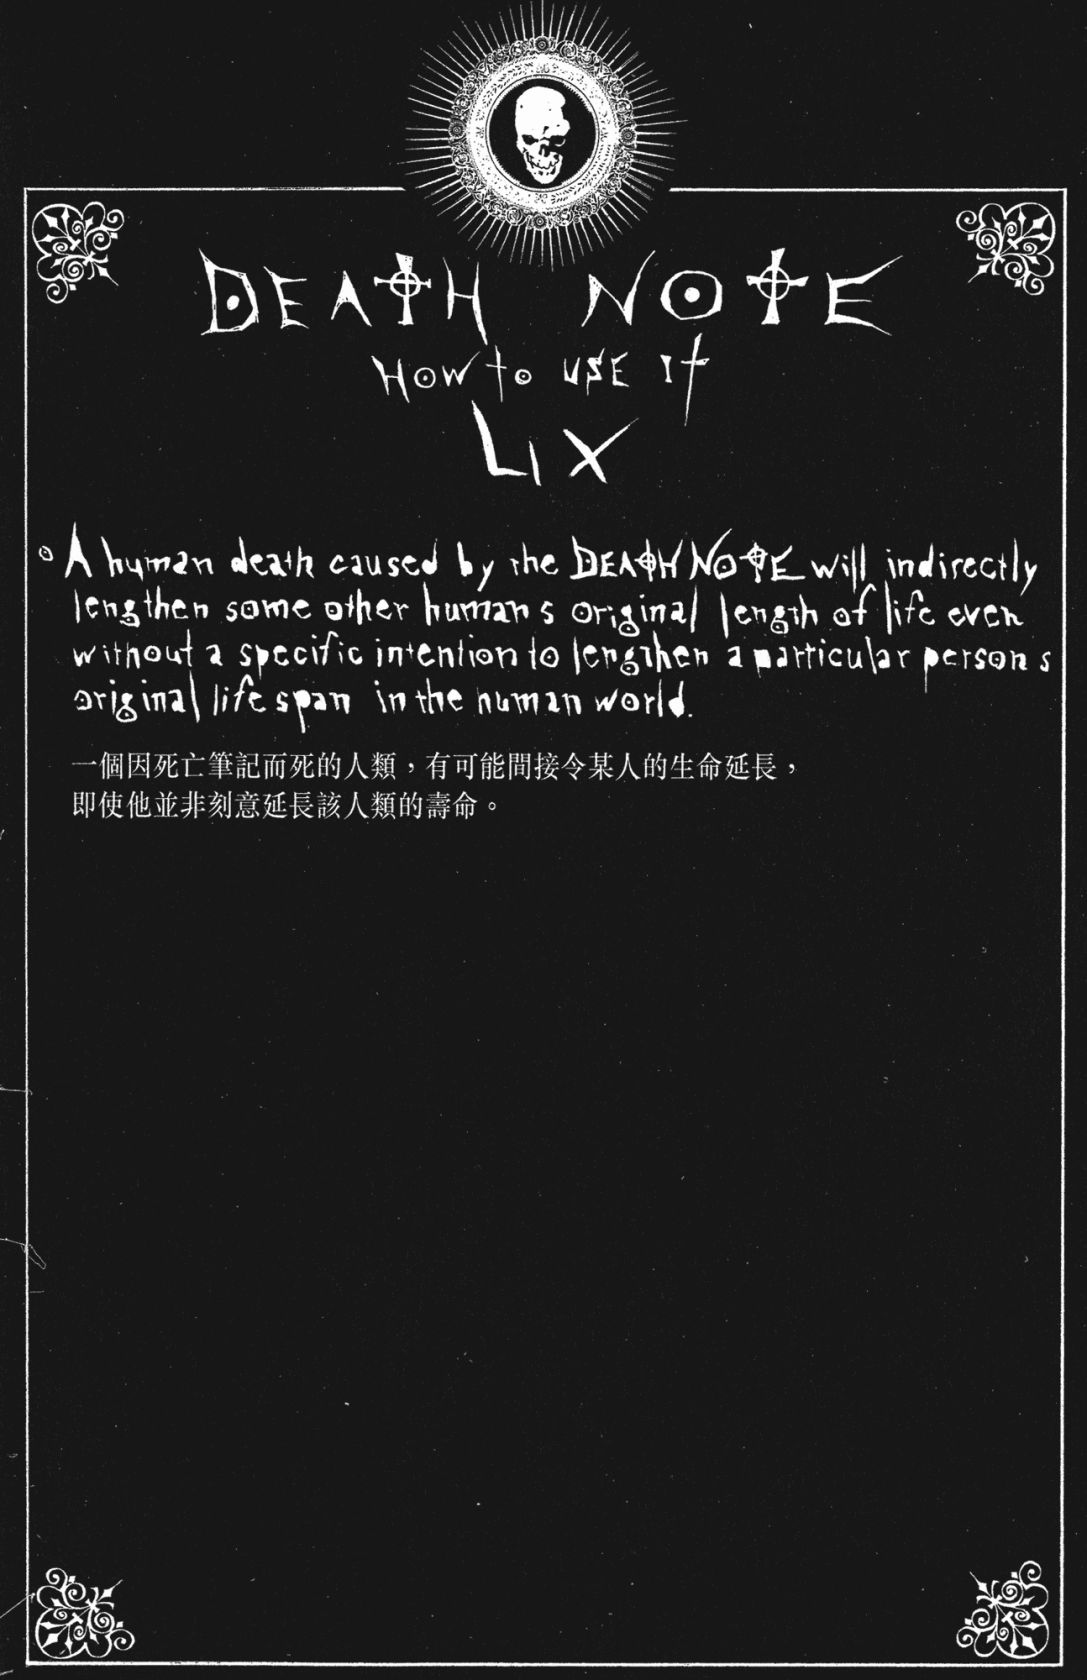 DEATH NOTE
HOW to USE It
LIX
A human death caused by the DEATH NOTE will indirectly
lengthen some other human s original length of life even
without a specific intention to lengthen a particular person s
original life span in the human world.
一個因死亡筆記而死的人類，有可能間接令某人的生命延長，
即使他並非刻意延長該人類的壽命。